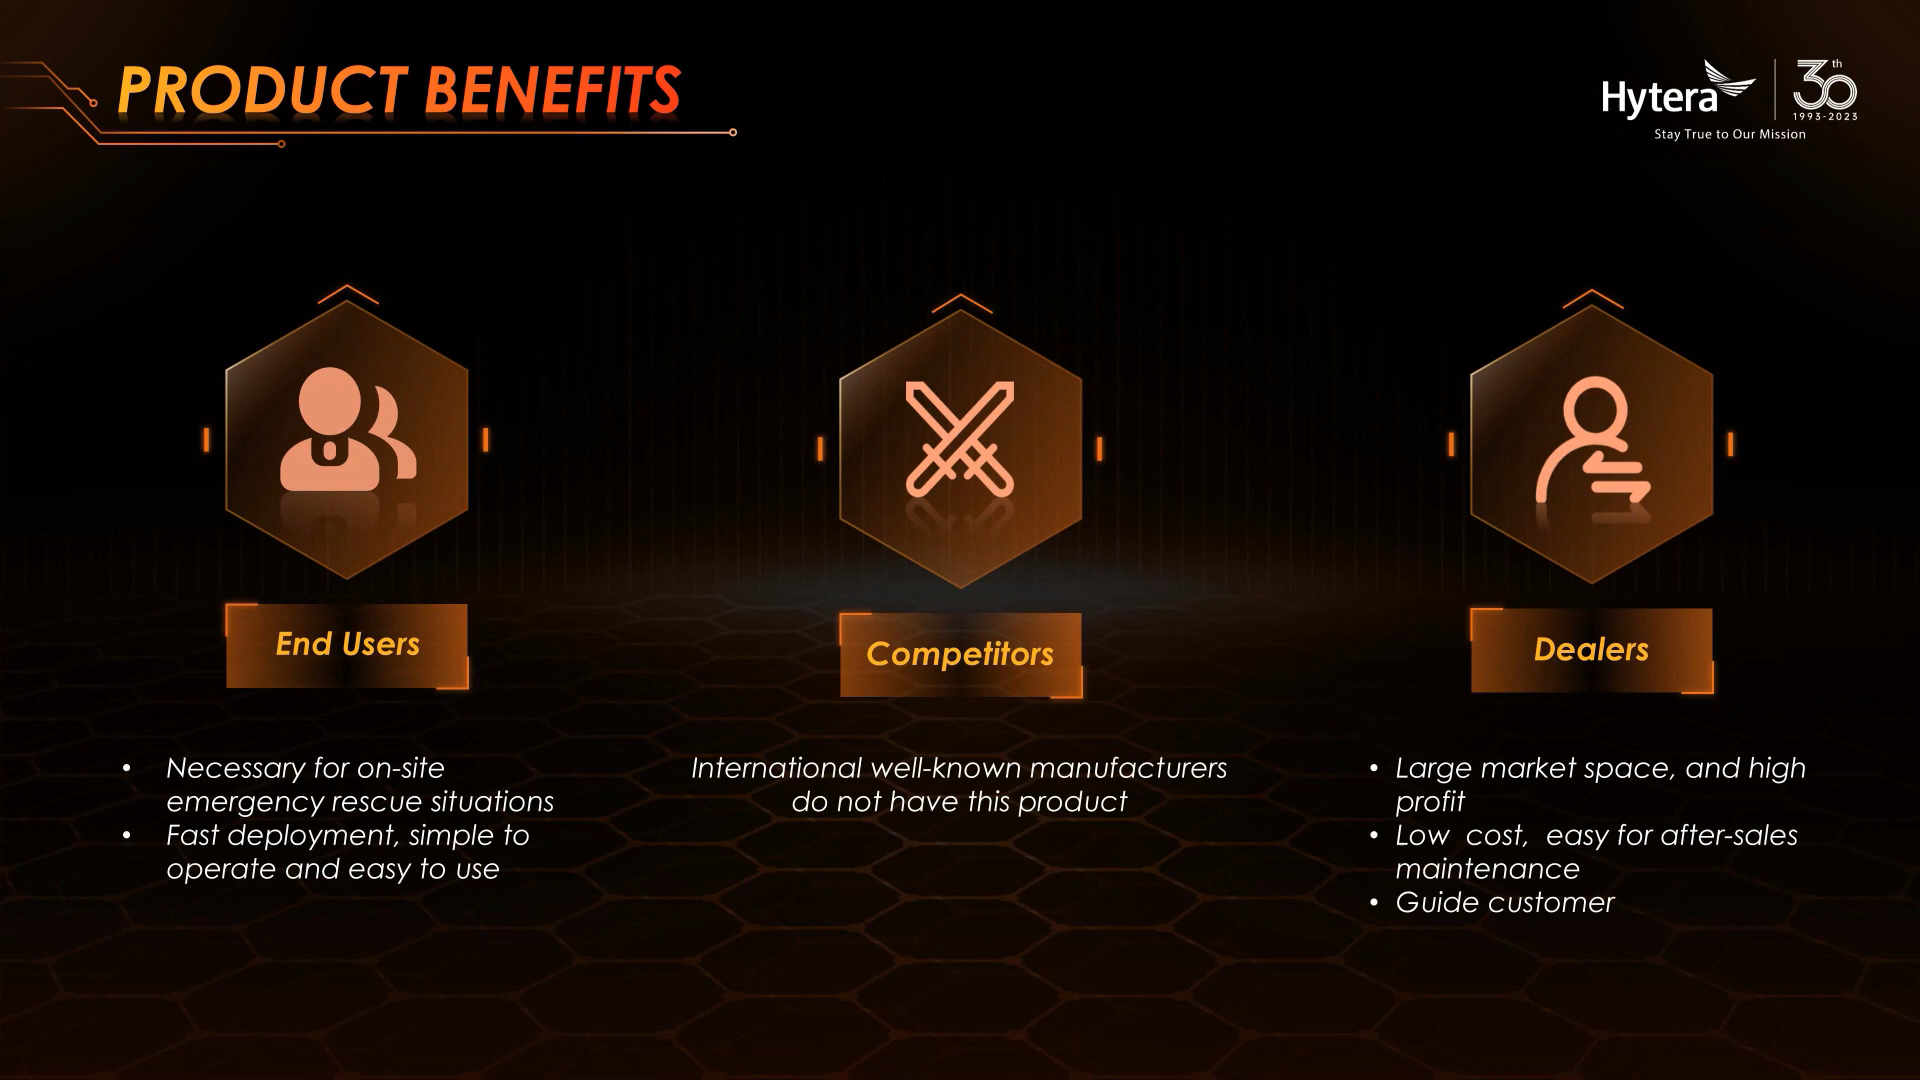 PRODUCT BENEFITS
Hytera
30th
1993-2023
Stay True to Our Mission
End Users
• Necessary for on-site
emergency rescue situations
• Fast deployment, simple to
operate and easy to use
Competitors
International well-known manufacturers
do not have this product
Dealers
• Large market space, and high
profit
• Low  cost,  easy for after-sales
maintenance
• Guide customer